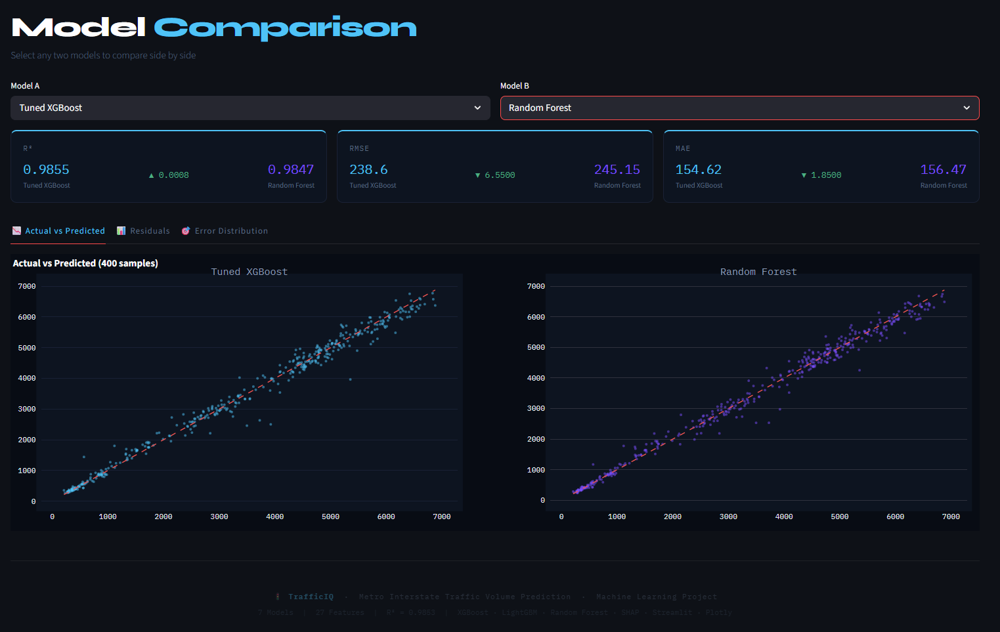 Model Comparison
Select any two models to compare side by side
Model A
Model B
Tuned XGBoost
Random Forest
R²
0.9855
▲ 0.0008
0.9847
Tuned XGBoost
Random Forest
RMSE
238.6
▼ 6.5500
245.15
Tuned XGBoost
Random Forest
MAE
154.62
▼ 1.8500
156.47
Tuned XGBoost
Random Forest
Actual vs Predicted
Residuals
Error Distribution
Actual vs Predicted (400 samples)
Tuned XGBoost
7000
6000
5000
4000
3000
2000
1000
0
0 1000 2000 3000 4000 5000 6000 7000
Random Forest
7000
6000
5000
4000
3000
2000
1000
0
0 1000 2000 3000 4000 5000 6000 7000
TrafficIQ · Metro Interstate Traffic Volume Prediction · Machine Learning Project
7 Models | 27 Features | R² = | XGBoost · LightGBM · Random Forest · SHAP · Streamlit · Plotly